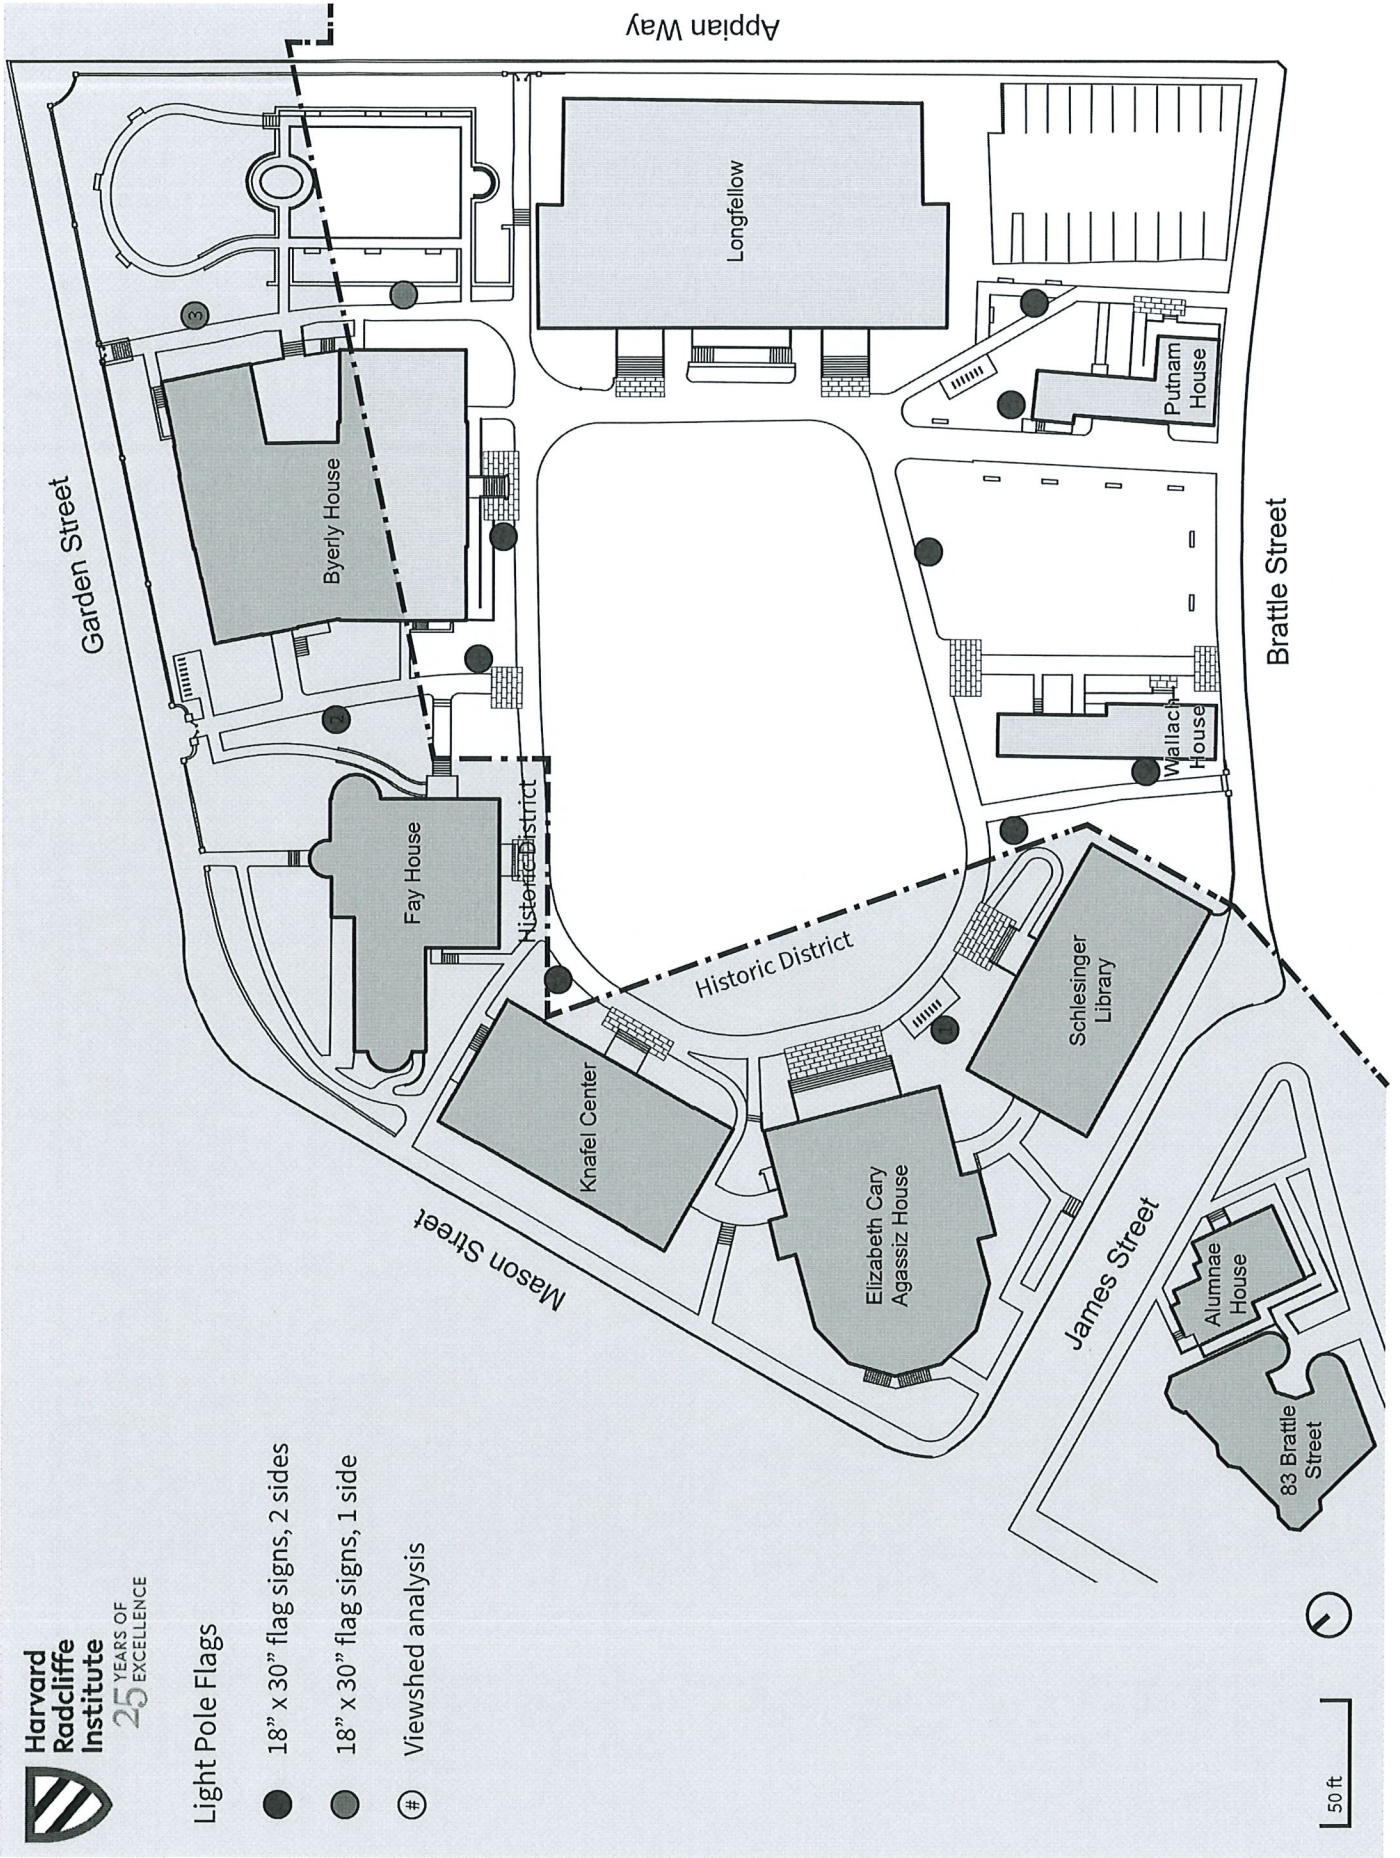 Harvard
Radcliffe
Institute
25 YEARS OF
EXCELLENCE
Light Pole Flags
18” x 30” flag signs, 2 sides
18” x 30” flag signs, 1 side
# Viewshed analysis
Garden Street
Mason Street
James Street
Brattle Street
Appian Way
Fay House
Byerly House
Knafel Center
Elizabeth Cary
Agassiz House
Schlesinger
Library
Longfellow
Putnam
House
Wallach
House
Alumnae
House
83 Brattle
Street
Historic District
Historic District
1
2
3
50 ft